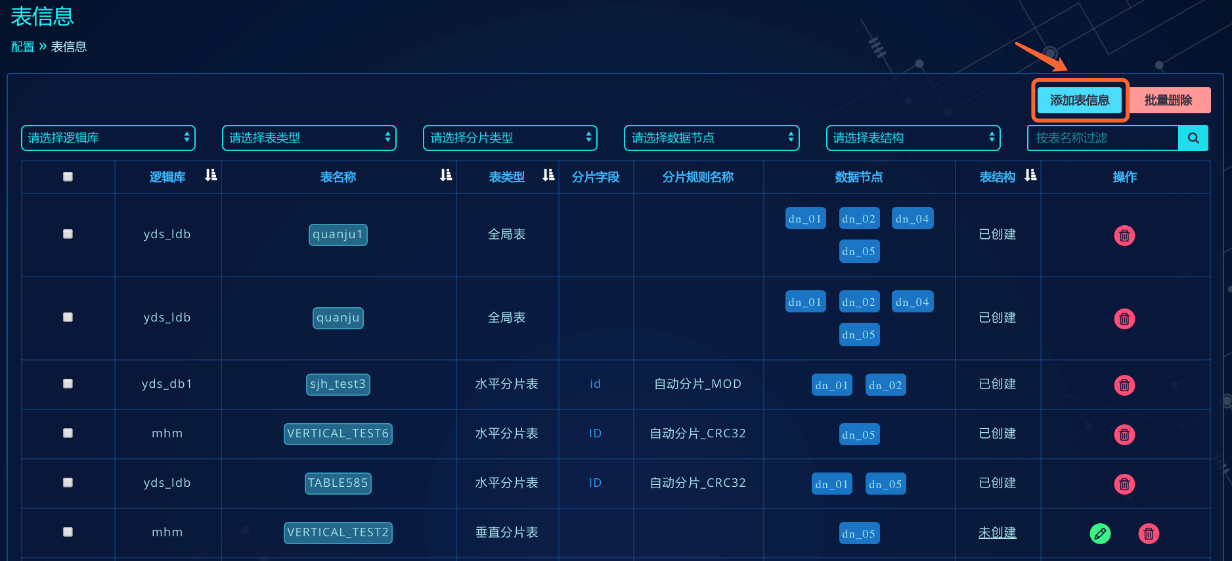 表信息
配置 » 表信息
添加表信息 批量删除
请选择逻辑库 请选择表类型 请选择分片类型 请选择数据节点 请选择表结构 按表名称过滤
逻辑库 表名称 表类型 分片字段 分片规则名称 数据节点 表结构 操作
yds_ldb quanju1 全局表 dn_01 dn_02 dn_04 dn_05 已创建
yds_ldb quanju 全局表 dn_01 dn_02 dn_04 dn_05 已创建
yds_db1 sjh_test3 水平分片表 id 自动分片_MOD dn_01 dn_02 已创建
mhm VERTICAL_TEST6 水平分片表 ID 自动分片_CRC32 dn_05 已创建
yds_ldb TABLE585 水平分片表 ID 自动分片_CRC32 dn_01 dn_05 已创建
mhm VERTICAL_TEST2 垂直分片表 dn_05 未创建